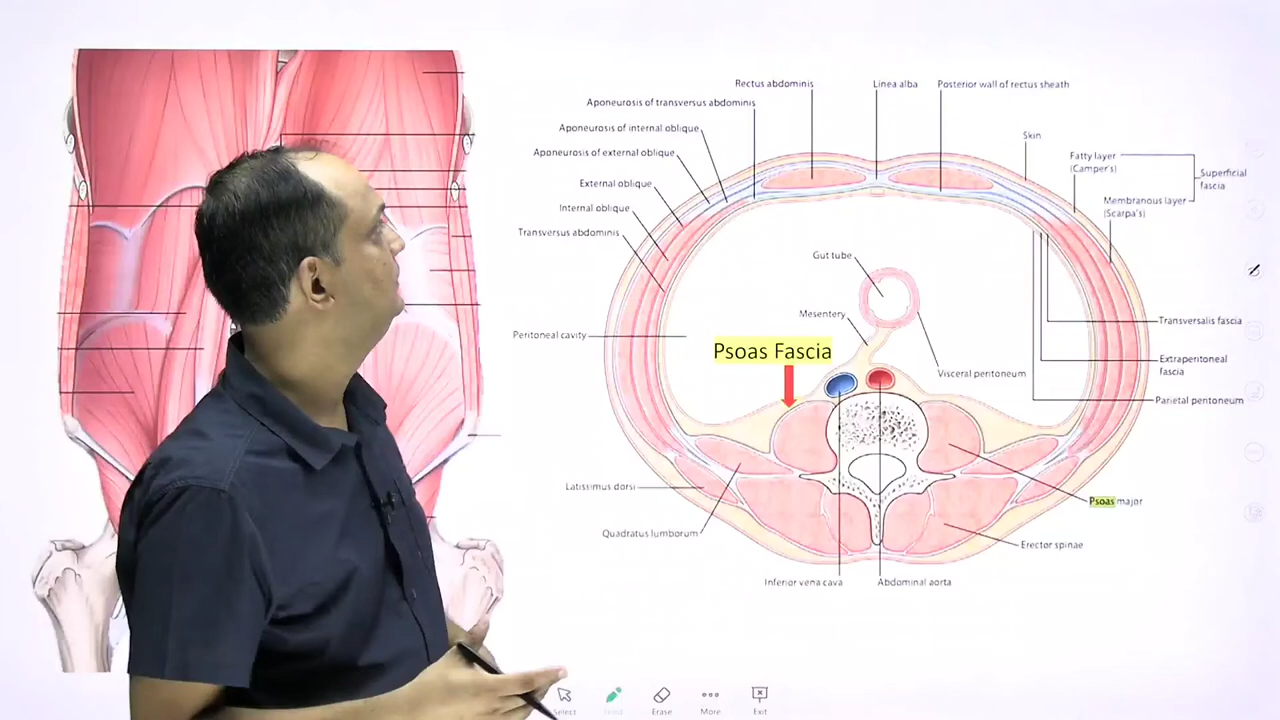 Rectus abdominis
Linea alba
Posterior wall of rectus sheath
Aponeurosis of transversus abdominis
Aponeurosis of internal oblique
Aponeurosis of external oblique
External oblique
Internal oblique
Transversus abdominis
Skin
Fatty layer
(Camper's)
Superficial
fascia
Membranous layer
(Scarpa's)
Gut tube
Mesentery
Peritoneal cavity
Psoas Fascia
Transversalis fascia
Extraperitoneal
fascia
Visceral peritoneum
Parietal peritoneum
Latissimus dorsi
Psoas major
Quadratus lumborum
Erector spinae
Inferior vena cava
Abdominal aorta
Select
Erase
More
Exit